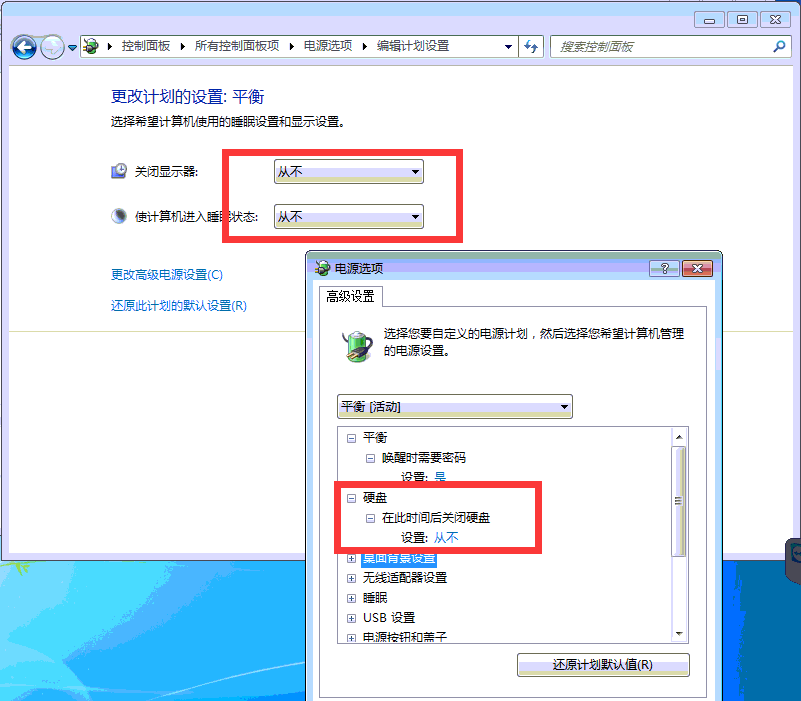 控制面板 所有控制面板项 电源选项 编辑计划设置
搜索控制面板
更改计划的设置: 平衡
选择希望计算机使用的睡眠设置和显示设置。
关闭显示器: 从不
使计算机进入睡眠状态: 从不
更改高级电源设置(C)
还原此计划的默认设置(R)
电源选项
高级设置
选择您要自定义的电源计划，然后选择您希望计算机管理
的电源设置。
平衡 [活动]
平衡
唤醒时需要密码
设置: 是
硬盘
在此时间后关闭硬盘
设置: 从不
桌面背景设置
无线适配器设置
睡眠
USB 设置
电源按钮和盖子
还原计划默认值(R)